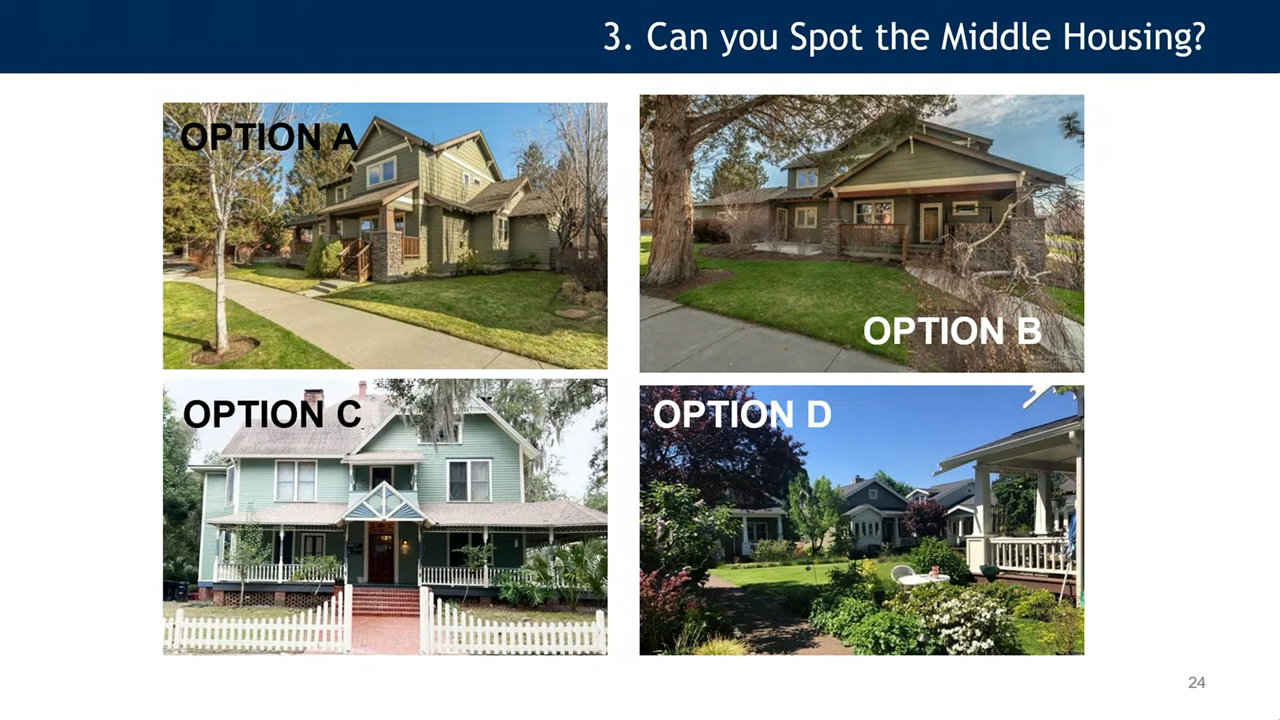 3. Can you Spot the Middle Housing?
OPTION A
OPTION B
OPTION C
OPTION D
24